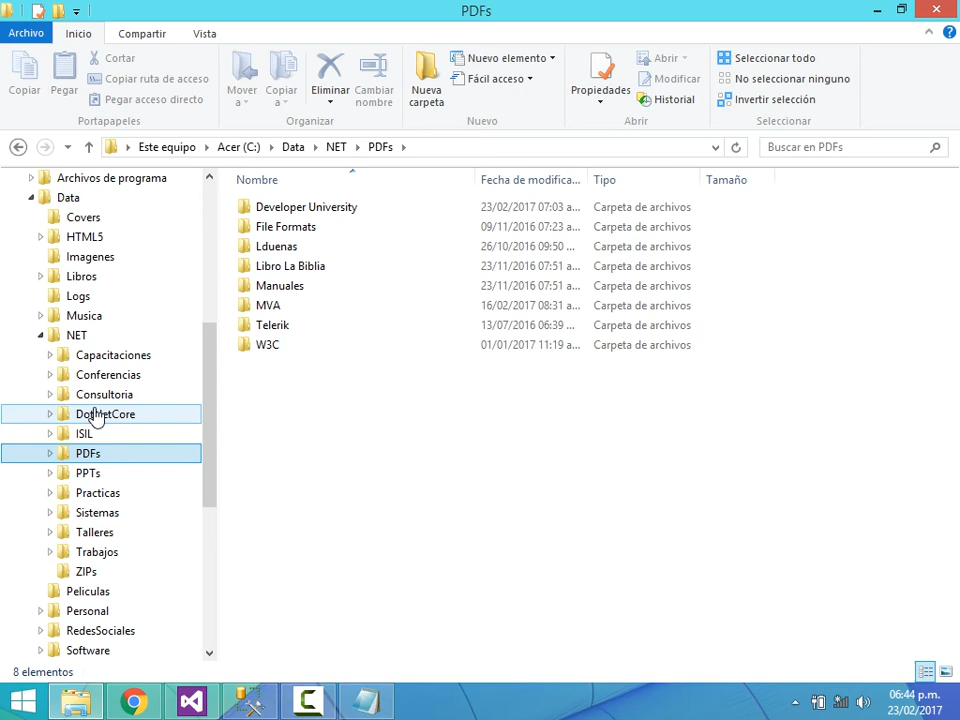 PDFs
Archivo Inicio Compartir Vista
Copiar
Pegar
Cortar
Copiar ruta de acceso
Pegar acceso directo
Portapapeles
Mover a
Copiar a
Eliminar
Cambiar nombre
Organizar
Nueva carpeta
Nuevo elemento
Fácil acceso
Nuevo
Propiedades
Abrir
Modificar
Historial
Abrir
Seleccionar todo
No seleccionar ninguno
Invertir selección
Seleccionar
Este equipo Acer (C:) Data NET PDFs
Buscar en PDFs
Archivos de programa
Data
Covers
HTML5
Imagenes
Libros
Logs
Musica
NET
Capacitaciones
Conferencias
Consultoria
DotNetCore
ISIL
PDFs
PPTs
Practicas
Sistemas
Talleres
Trabajos
ZIPs
Peliculas
Personal
RedesSociales
Software
Nombre Fecha de modifica... Tipo Tamaño
Developer University 23/02/2017 07:03 a... Carpeta de archivos
File Formats 09/11/2016 07:23 a... Carpeta de archivos
Lduenas 26/10/2016 09:50 ... Carpeta de archivos
Libro La Biblia 23/11/2016 07:51 a... Carpeta de archivos
Manuales 23/11/2016 07:51 a... Carpeta de archivos
MVA 16/02/2017 08:31 a... Carpeta de archivos
Telerik 13/07/2016 06:39 ... Carpeta de archivos
W3C 01/01/2017 11:19 a... Carpeta de archivos
8 elementos
06:44 p.m.
23/02/2017